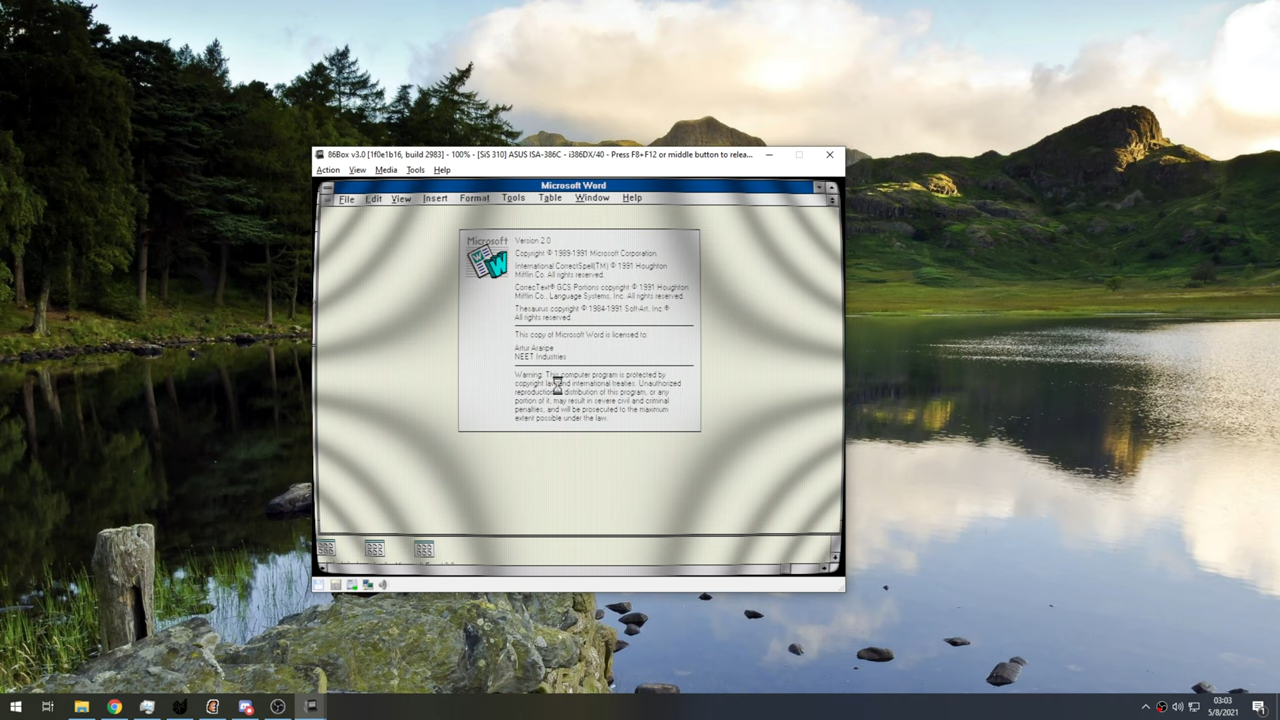 86Box v3.0 [1f0e1b16, build 2983] - 100% - [SiS 310] ASUS ISA-386C - i386DX/40 - Press F8+F12 or middle button to relea...
Action View Media Tools Help
Microsoft Word
File Edit View Insert Format Tools Table Window Help
Microsoft
Version 2.0
Copyright © 1989-1991 Microsoft Corporation.
International CorrectSpell(TM) © 1991 Houghton
Mifflin Co. All rights reserved.
CorrecText® GCS Portions copyright © 1991 Houghton
Mifflin Co., Language Systems, Inc. All rights reserved.
Thesaurus copyright © 1984-1991 Soft-Art, Inc.®
All rights reserved.
This copy of Microsoft Word is licensed to:
Artur Araripe
NEET Industries
Warning: This computer program is protected by
copyright law and international treaties. Unauthorized
reproduction distribution of this program, or any
portion of it, may result in severe civil and criminal
penalties, and will be prosecuted to the maximum
extent possible under the law.
03:03
5/8/2021